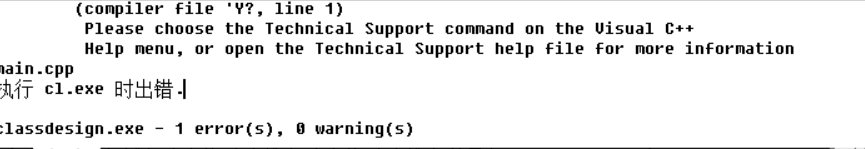 (compiler file 'Y?, line 1)
Please choose the Technical Support command on the Visual C++
Help menu, or open the Technical Support help file for more information
main.cpp
执行 cl.exe 时出错.
classdesign.exe - 1 error(s), 0 warning(s)